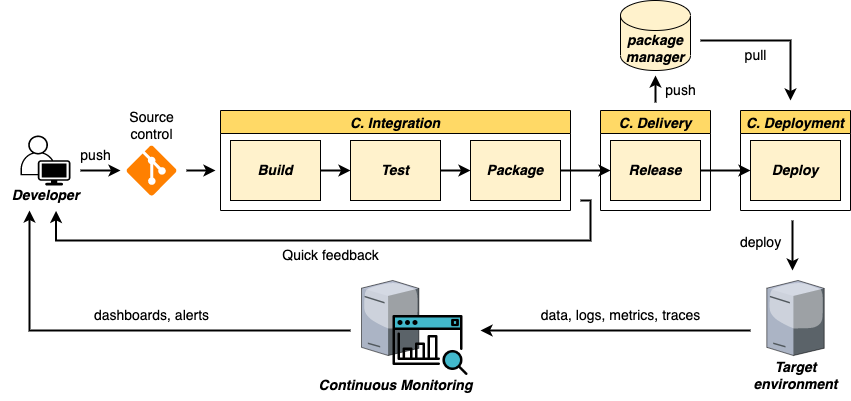 package
manager
pull
push
Source
control
C. Integration
C. Delivery
C. Deployment
push
Build
Test
Package
Release
Deploy
Developer
Quick feedback
deploy
dashboards, alerts
data, logs, metrics, traces
Continuous Monitoring
Target
environment